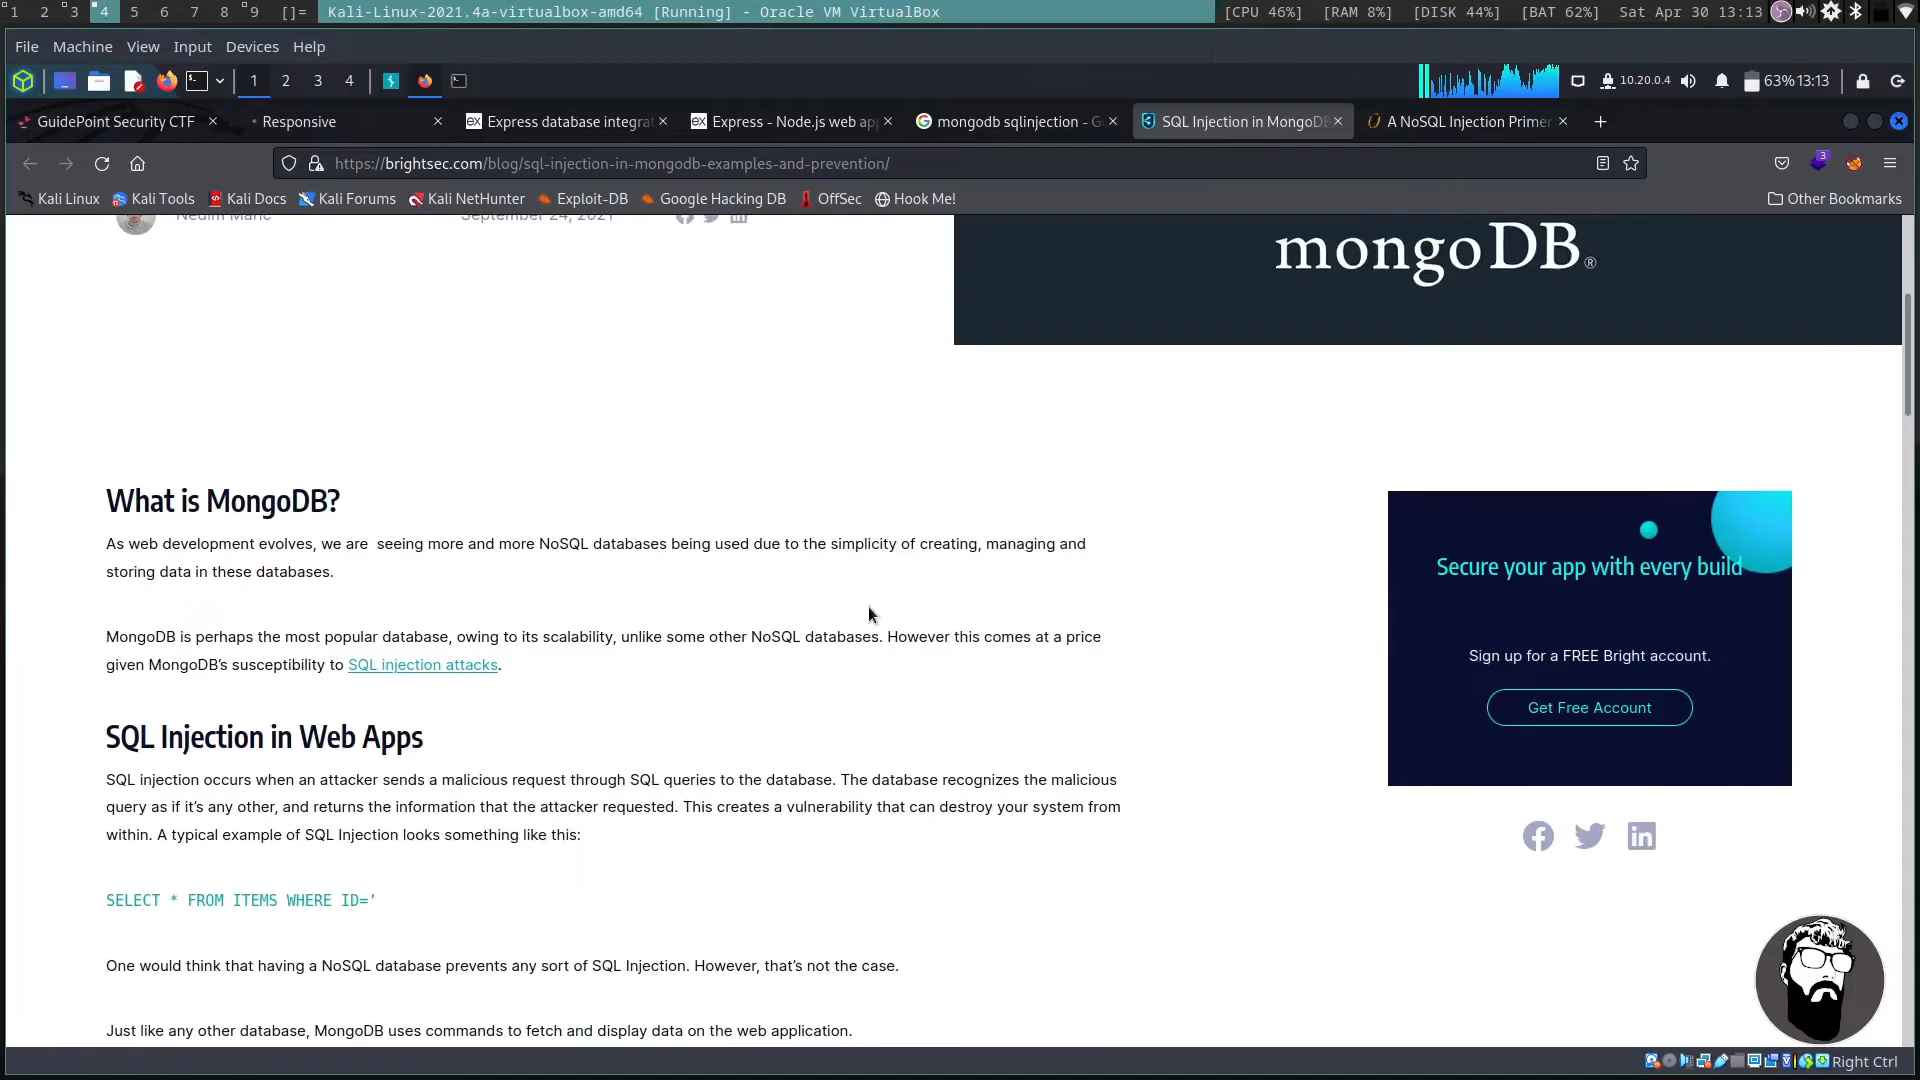 1 2 3 4 5 6 7 8 9 []= Kali-Linux-2021.4a-virtualbox-amd64 [Running] - Oracle VM VirtualBox [CPU 46%] [RAM 8%] [DISK 44%] [BAT 62%] Sat Apr 30 13:13
File Machine View Input Devices Help
1 2 3 4 10.20.0.4 63% 13:13
GuidePoint Security CTF Responsive Express database integrat Express - Node.js web ap mongodb sqlinjection - G SQL Injection in MongoDB A NoSQL Injection Primer
https://brightsec.com/blog/sql-injection-in-mongodb-examples-and-prevention/ 3
Kali Linux Kali Tools Kali Docs Kali Forums Kali NetHunter Exploit-DB Google Hacking DB OffSec Hook Me! Other Bookmarks
Nedim Maric September 24, 2021
mongoDB®
What is MongoDB?
As web development evolves, we are seeing more and more NoSQL databases being used due to the simplicity of creating, managing and
storing data in these databases.
MongoDB is perhaps the most popular database, owing to its scalability, unlike some other NoSQL databases. However this comes at a price
given MongoDB’s susceptibility to SQL injection attacks.
SQL Injection in Web Apps
SQL injection occurs when an attacker sends a malicious request through SQL queries to the database. The database recognizes the malicious
query as if it’s any other, and returns the information that the attacker requested. This creates a vulnerability that can destroy your system from
within. A typical example of SQL Injection looks something like this:
SELECT * FROM ITEMS WHERE ID=’
One would think that having a NoSQL database prevents any sort of SQL Injection. However, that’s not the case.
Just like any other database, MongoDB uses commands to fetch and display data on the web application.
Secure your app with every build
Sign up for a FREE Bright account.
Get Free Account
Right Ctrl